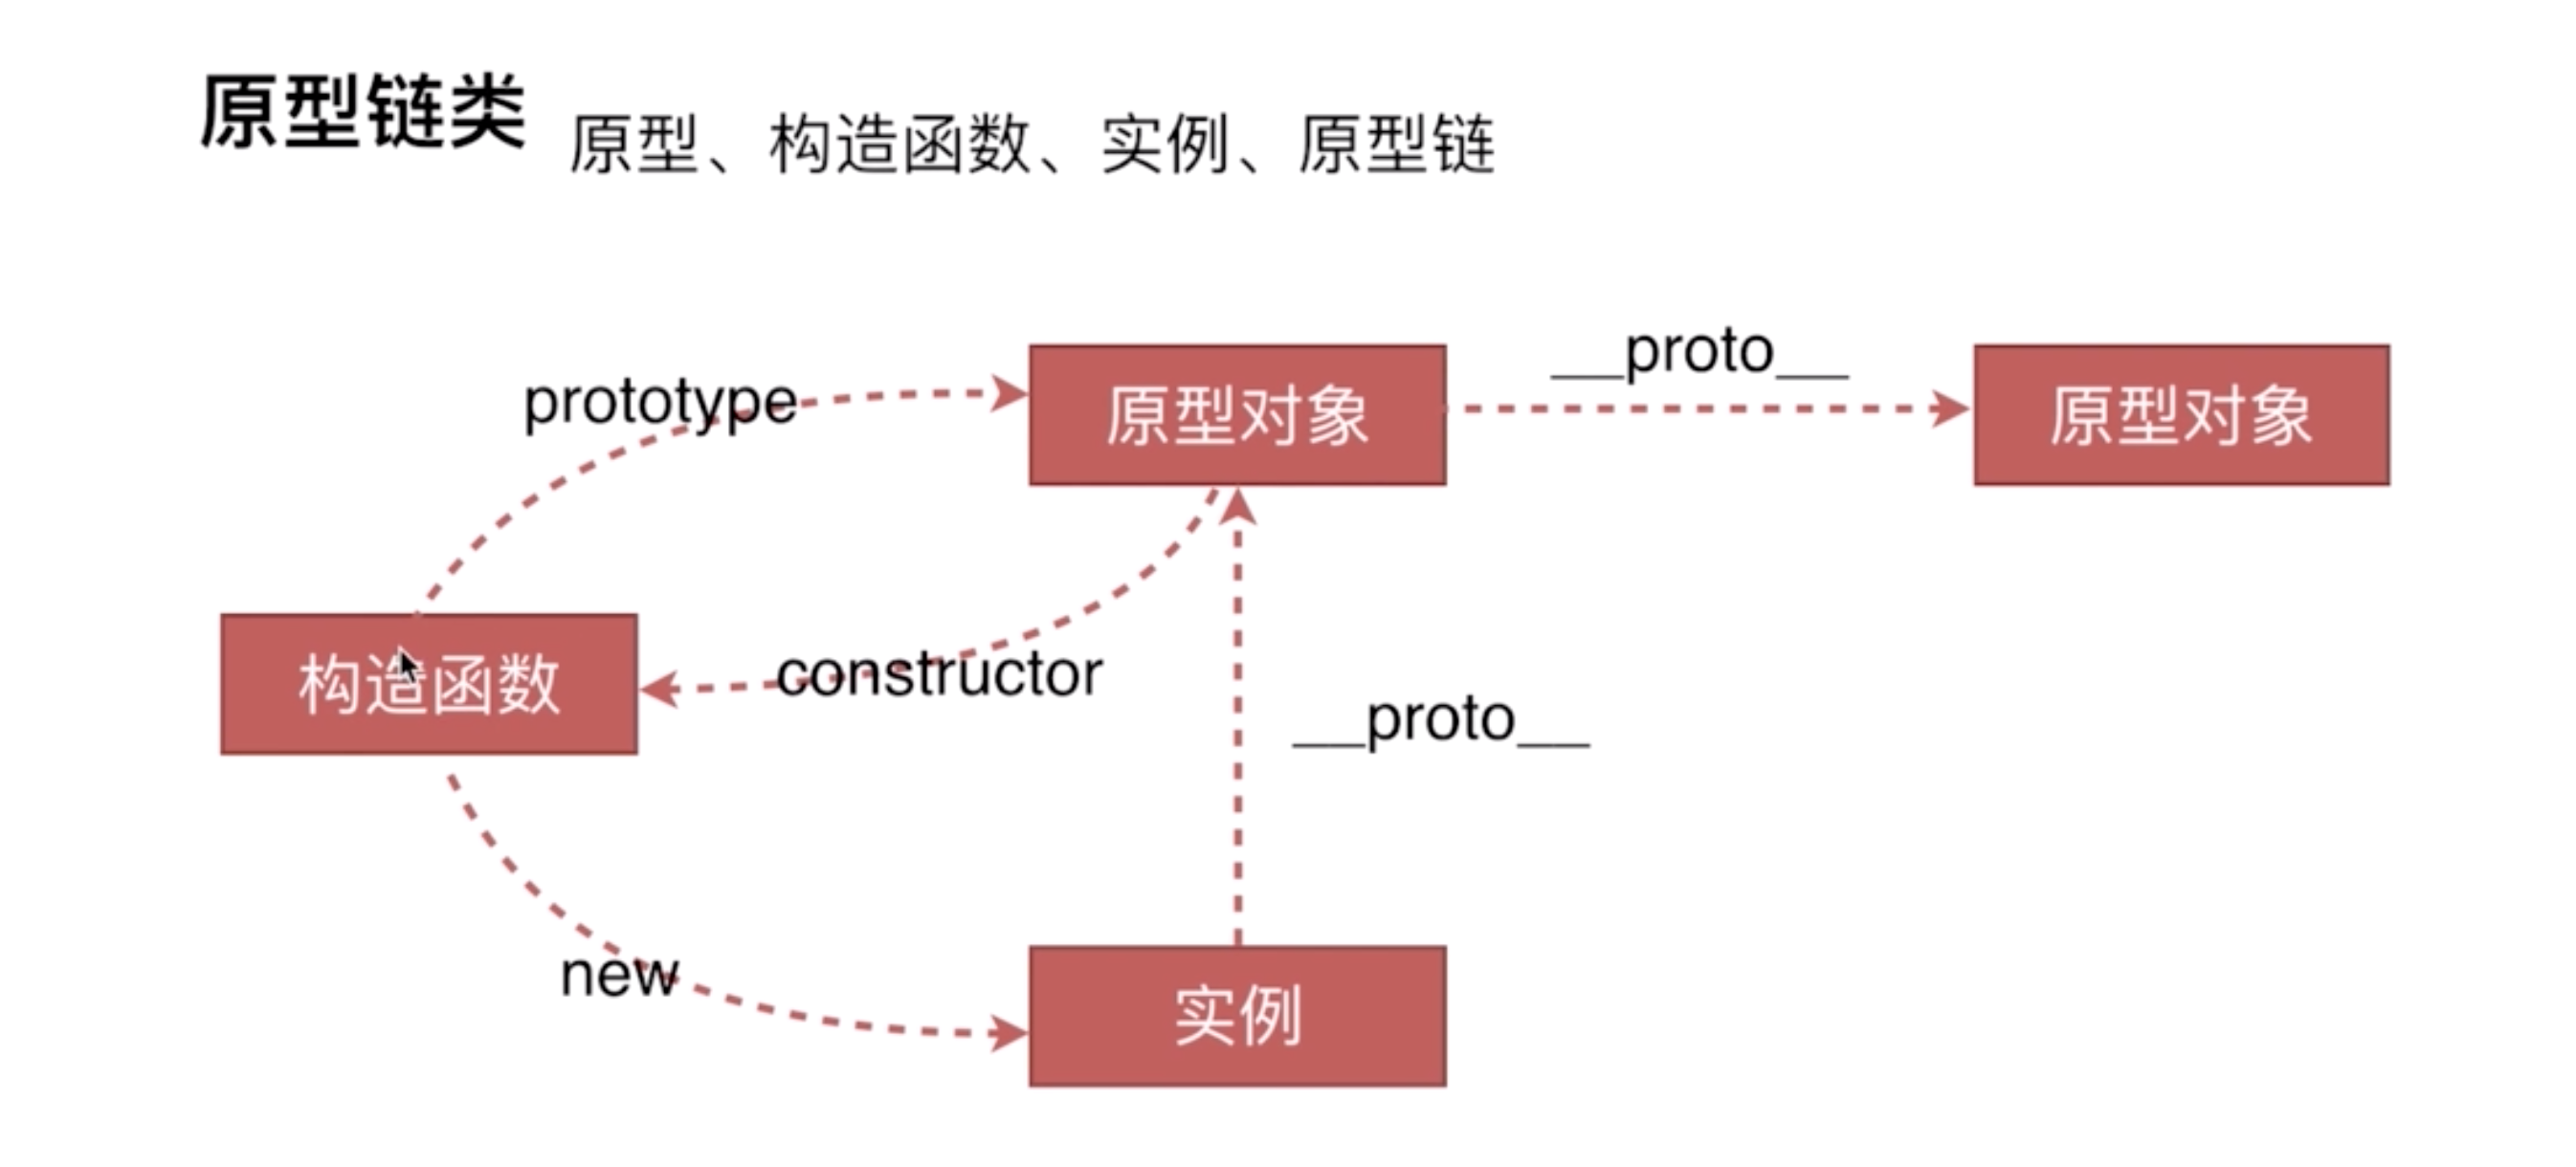 原型链类
原型、构造函数、实例、原型链
__proto__
prototype
原型对象
原型对象
构造函数
constructor
__proto__
new
实例